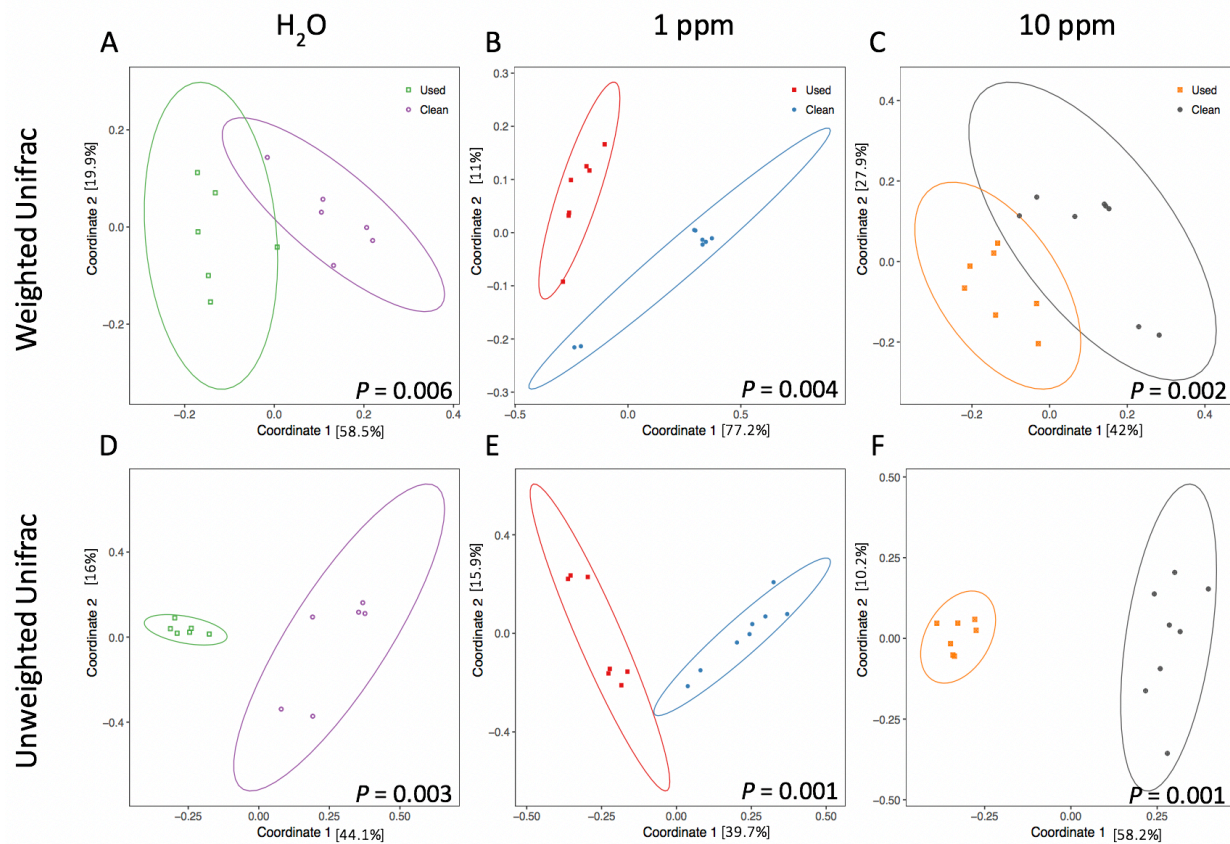 H₂O
1 ppm
10 ppm
Weighted Unifrac
Unweighted Unifrac
A
Used
Clean
0.2
0.0
−0.2
Coordinate 2 [19.9%]
−0.2
0.0
0.2
0.4
Coordinate 1 [58.5%]
P = 0.006
B
Used
Clean
0.3
0.2
0.1
0.0
−0.1
−0.2
−0.3
Coordinate 2 [11%]
−0.5
0.0
0.5
Coordinate 1 [77.2%]
P = 0.004
C
Used
Clean
0.4
0.2
0.0
−0.2
Coordinate 2 [27.9%]
−0.2
0.0
0.2
0.4
Coordinate 1 [42%]
P = 0.002
D
0.4
0.0
−0.4
Coordinate 2 [16%]
−0.25
0.00
0.25
0.50
Coordinate 1 [44.1%]
P = 0.003
E
0.4
0.0
−0.4
Coordinate 2 [15.9%]
−0.50
−0.25
0.00
0.25
0.50
Coordinate 1 [39.7%]
P = 0.001
F
0.50
0.25
0.00
−0.25
−0.50
Coordinate 2 [10.2%]
−0.25
0.00
0.25
Coordinate 1 [58.2%]
P = 0.001